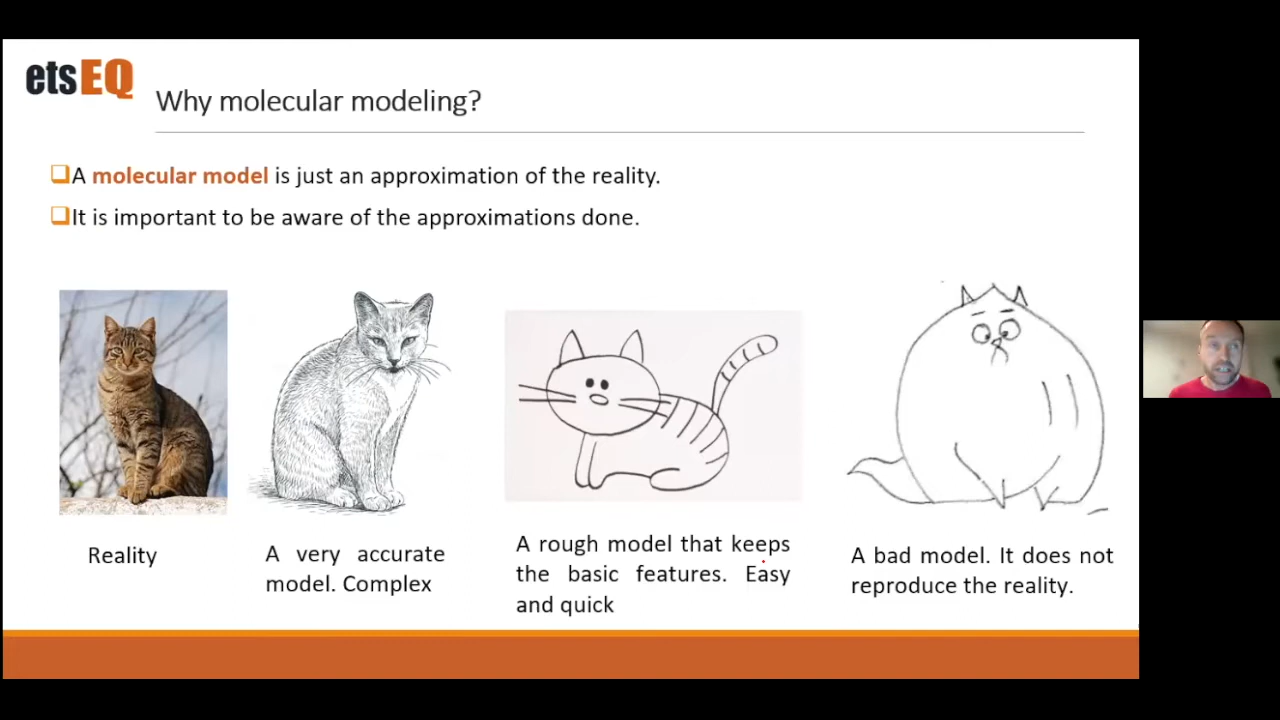 etsEQ
Why molecular modeling?
A molecular model is just an approximation of the reality.
It is important to be aware of the approximations done.
Reality
A very accurate
model. Complex
A rough model that keeps
the basic features. Easy
and quick
A bad model. It does not
reproduce the reality.